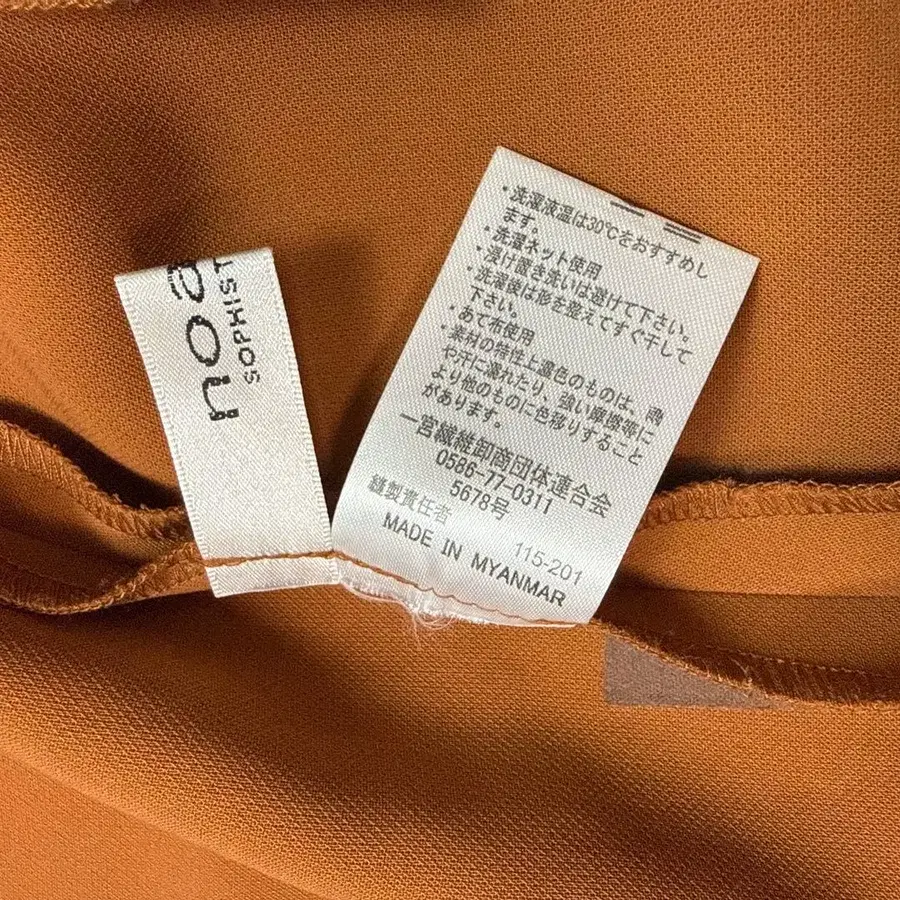 noa
SOPHIST
・洗濯液温は30℃をおすすめし
ます。
・洗濯ネット使用
・浸け置き洗いは避けて下さい。
・洗濯後は形を整えてすぐ干して
下さい。
・あて布使用
・素材の特性上濃色のものは、雨
や汗に濡れたり、強い摩擦等に
より他のものに色移りすること
があります。
一宮繊維卸商団体連合会
0586-77-0311
5678号
縫製責任者
115-201
MADE IN MYANMAR